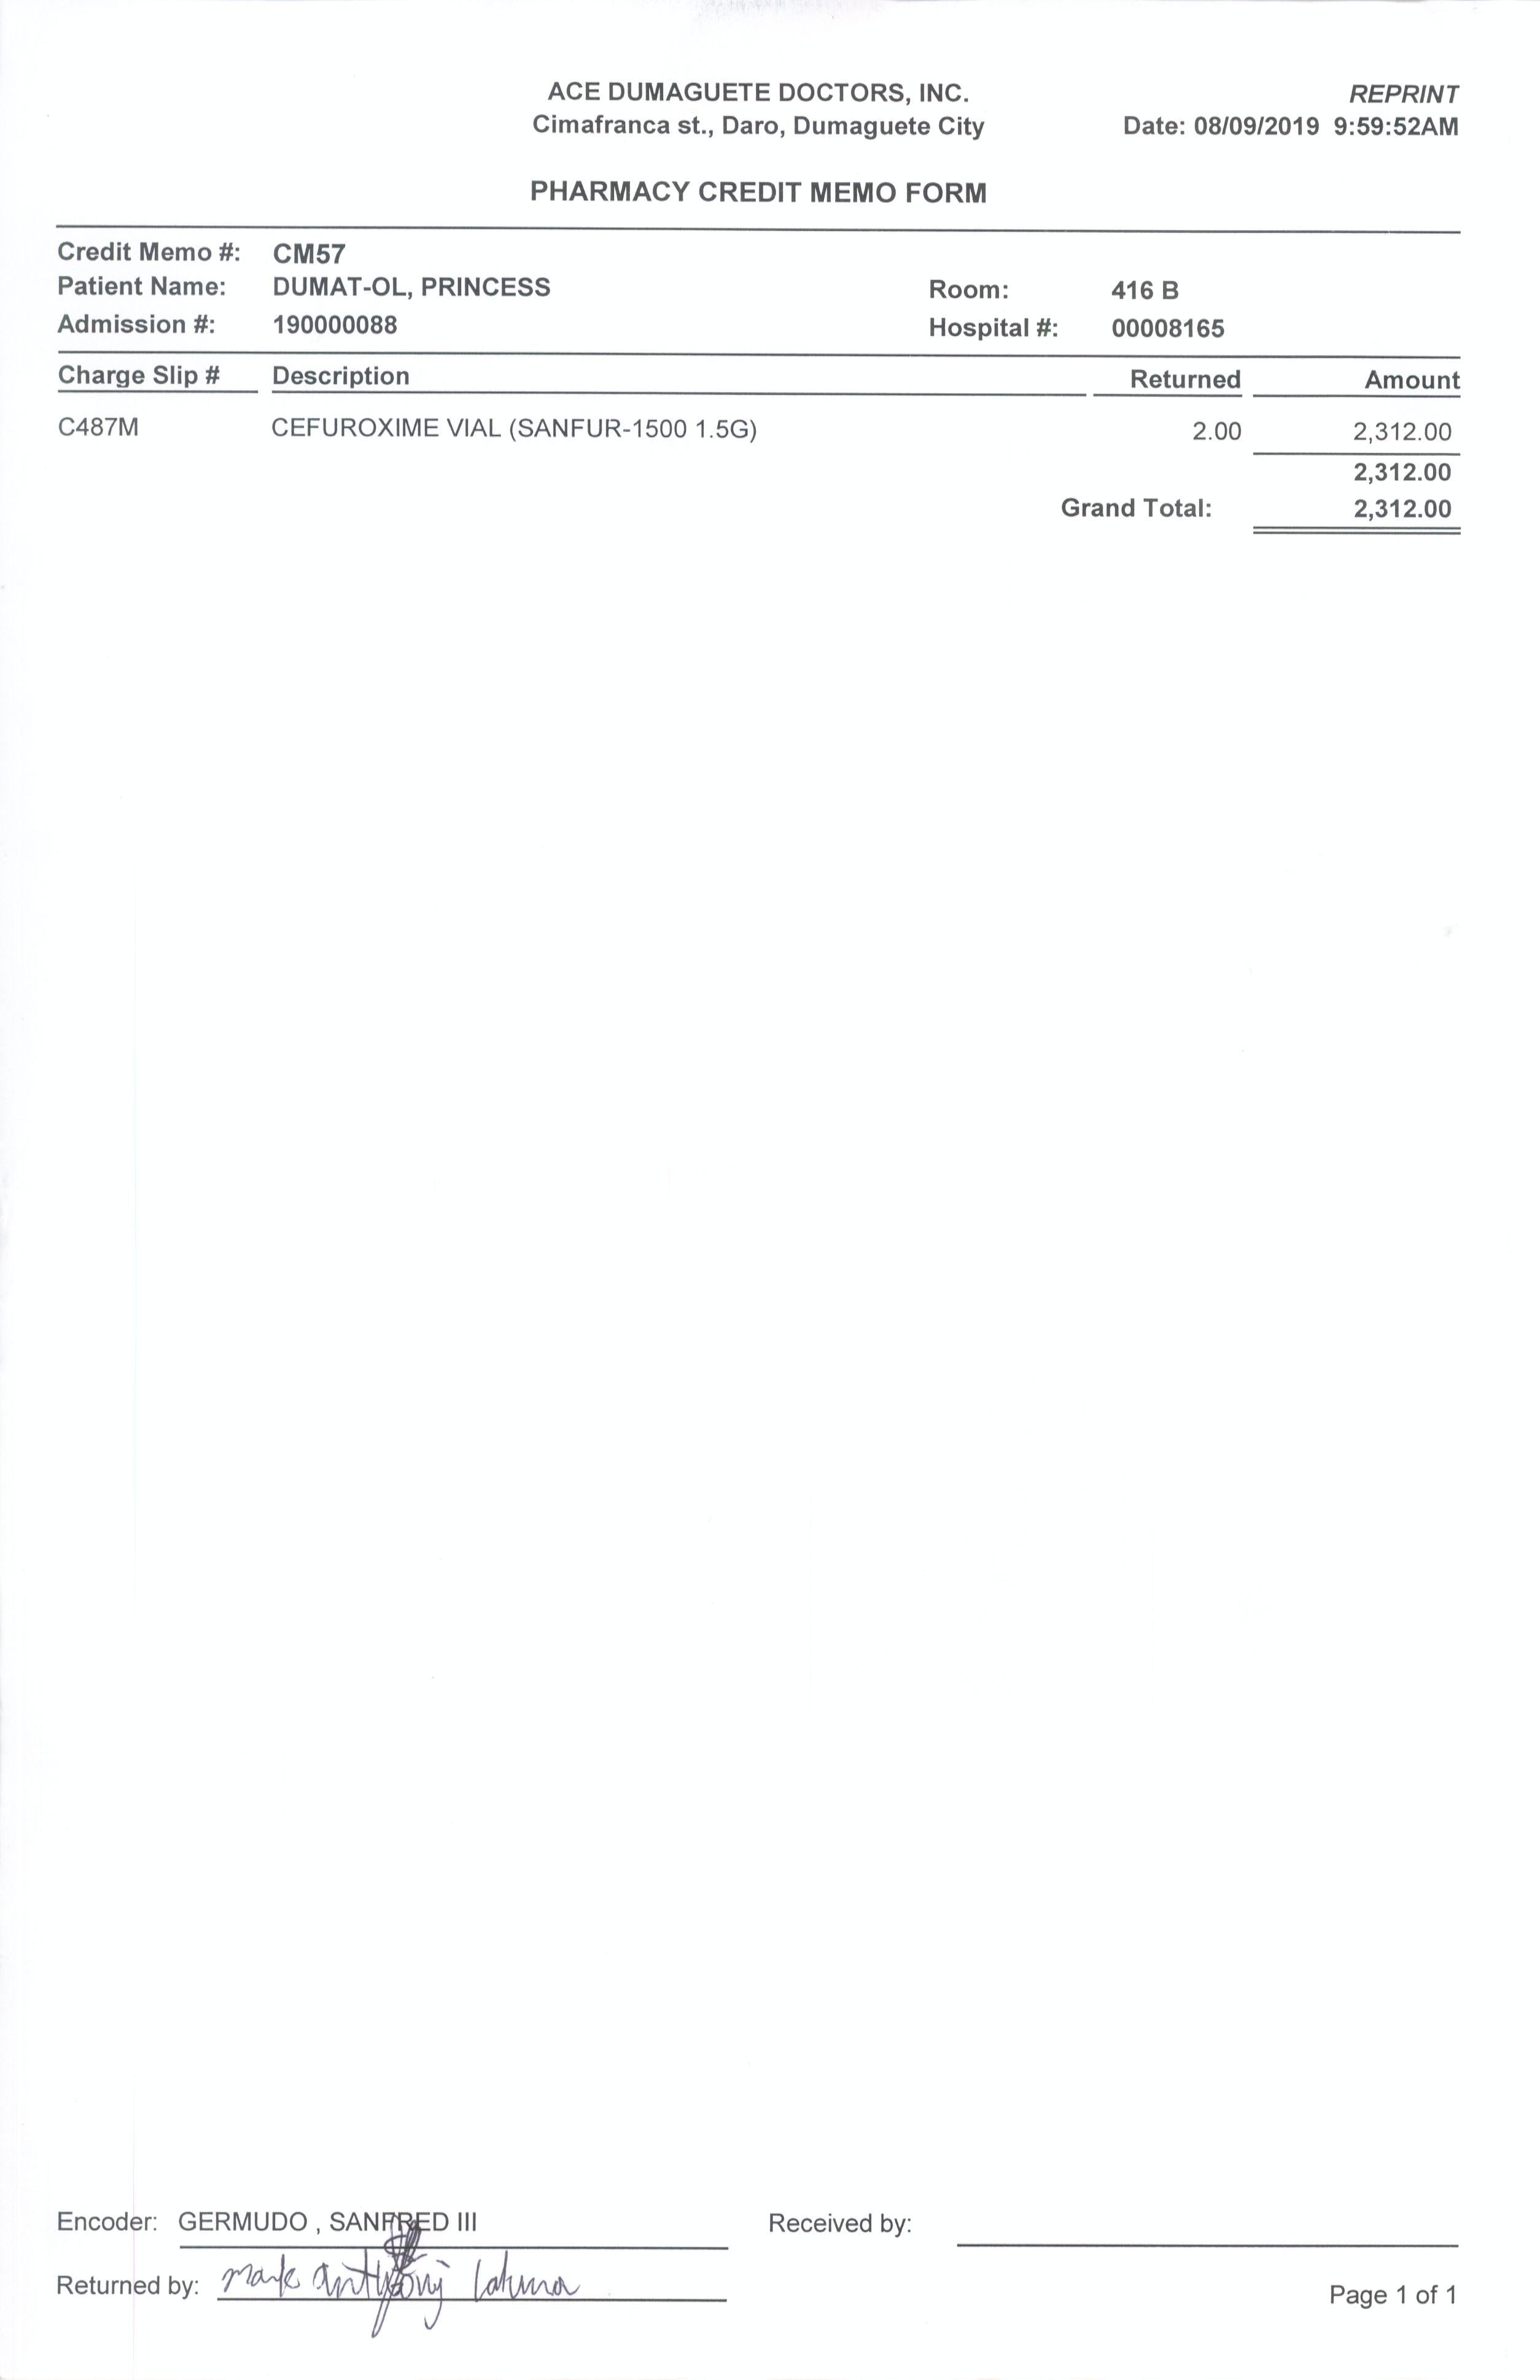 ACE DUMAGUETE DOCTORS, INC.
REPRINT
Cimafranca st., Daro, Dumaguete City
Date: 08/09/2019 9:59:52AM
PHARMACY CREDIT MEMO FORM
Credit Memo #: CM57
Patient Name: DUMAT-OL, PRINCESS
Room: 416 B
Admission #: 190000088
Hospital #: 00008165
Charge Slip # Description Returned Amount
C487M CEFUROXIME VIAL (SANFUR-1500 1.5G) 2.00 2,312.00
2,312.00
Grand Total: 2,312.00
Encoder: GERMUDO , SANFRED III
Received by:
Returned by: Mark Anthony
Page 1 of 1